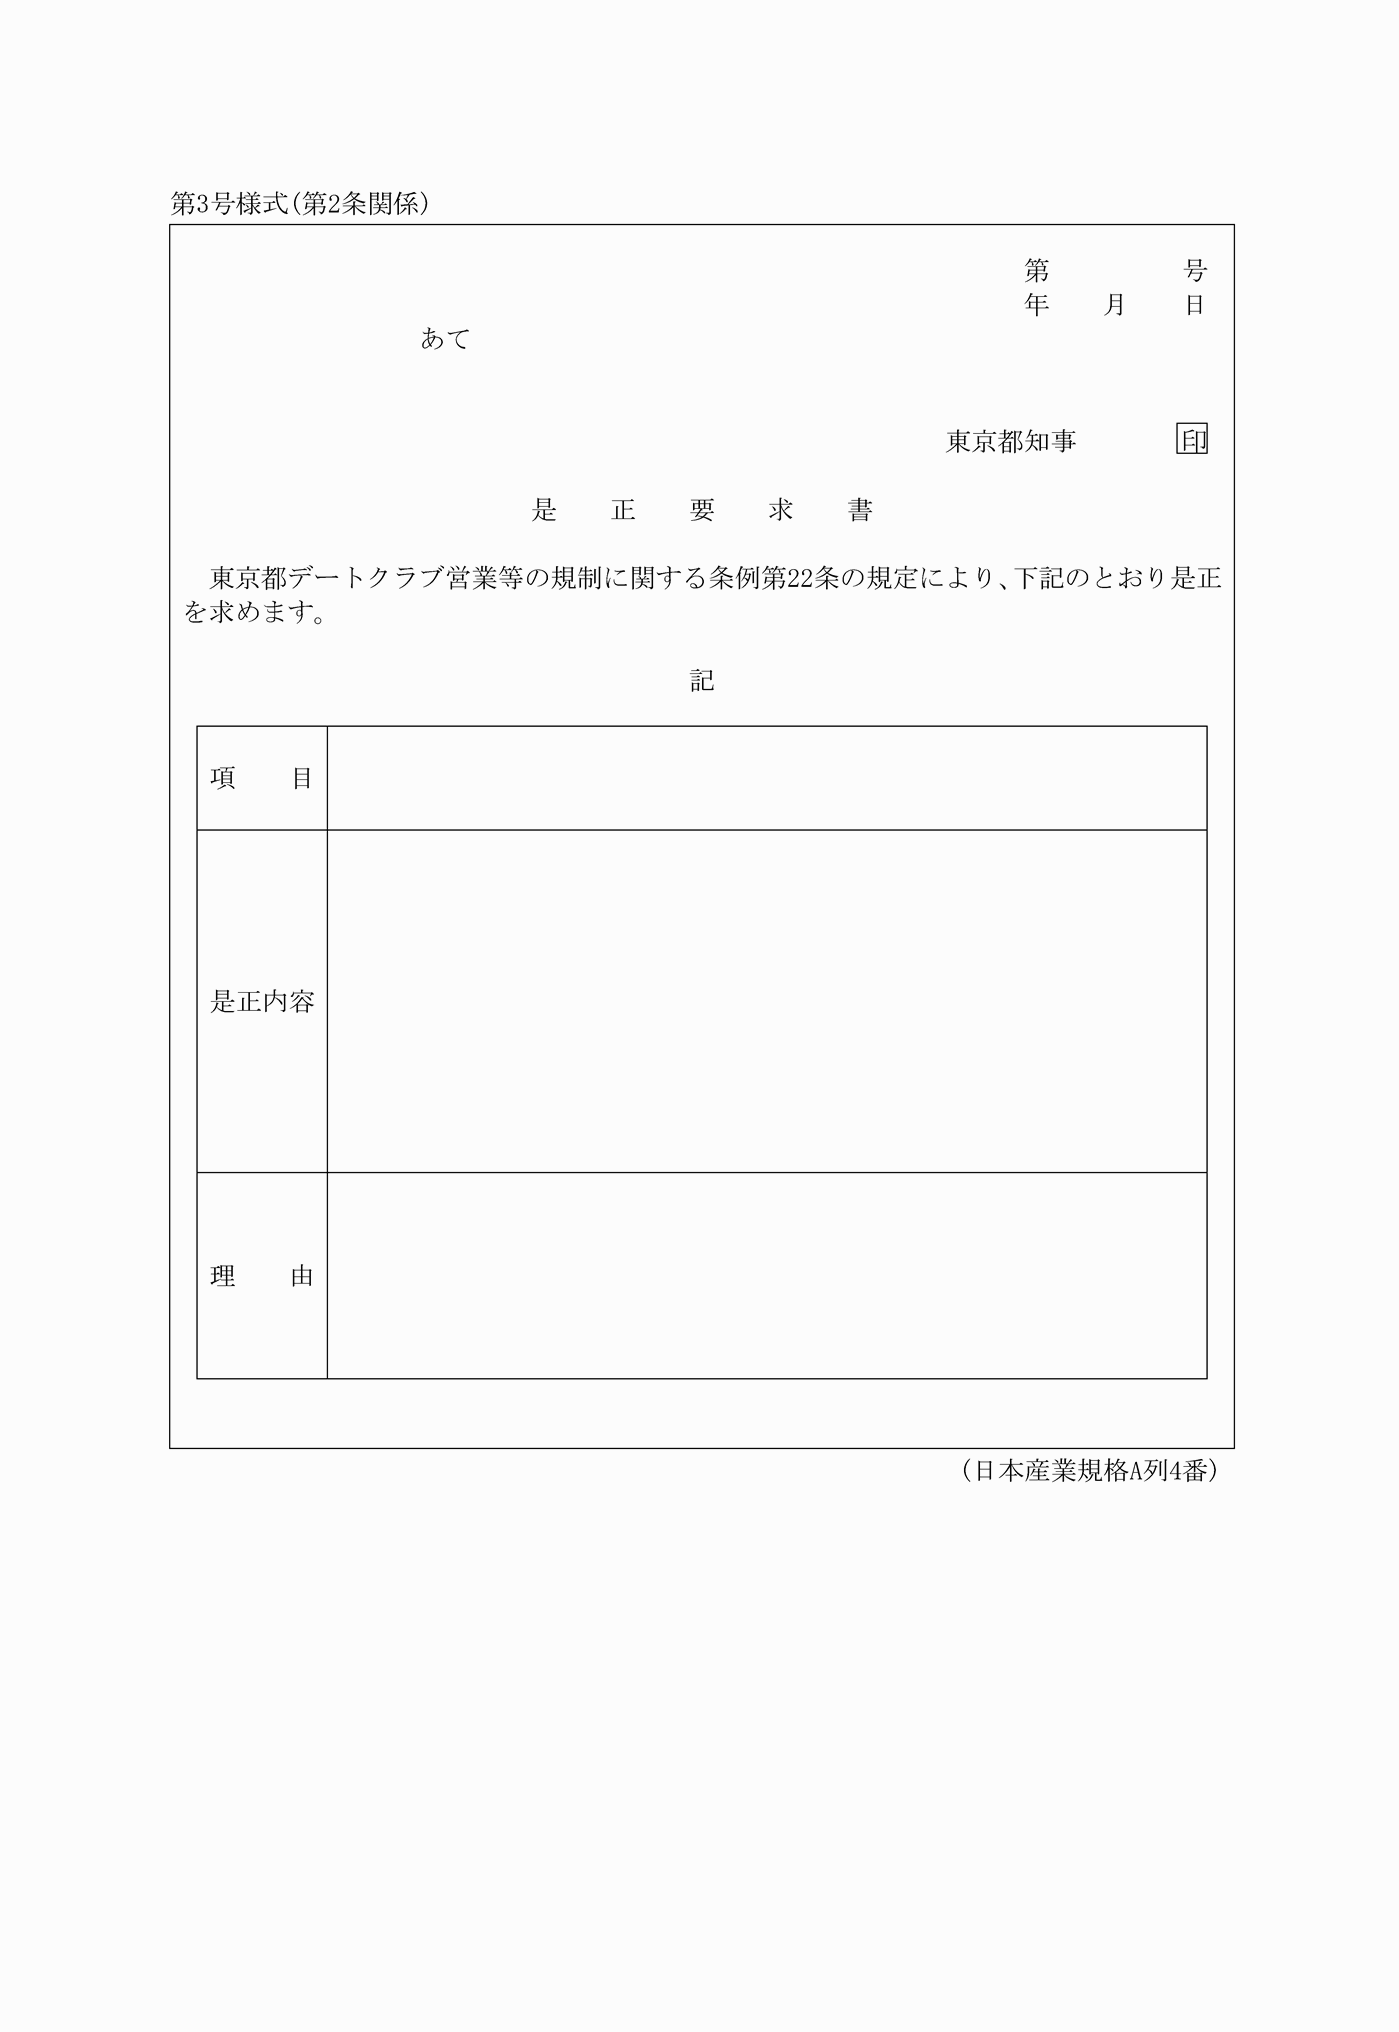 第3号様式(第2条関係)
第　　　　　号
年　　月　　日
あて
東京都知事　　　　印
是　　正　　要　　求　　書
　東京都デートクラブ営業等の規制に関する条例第22条の規定により、下記のとおり是正
を求めます。
記
項　　目
是正内容
理　　由
(日本産業規格A列4番)